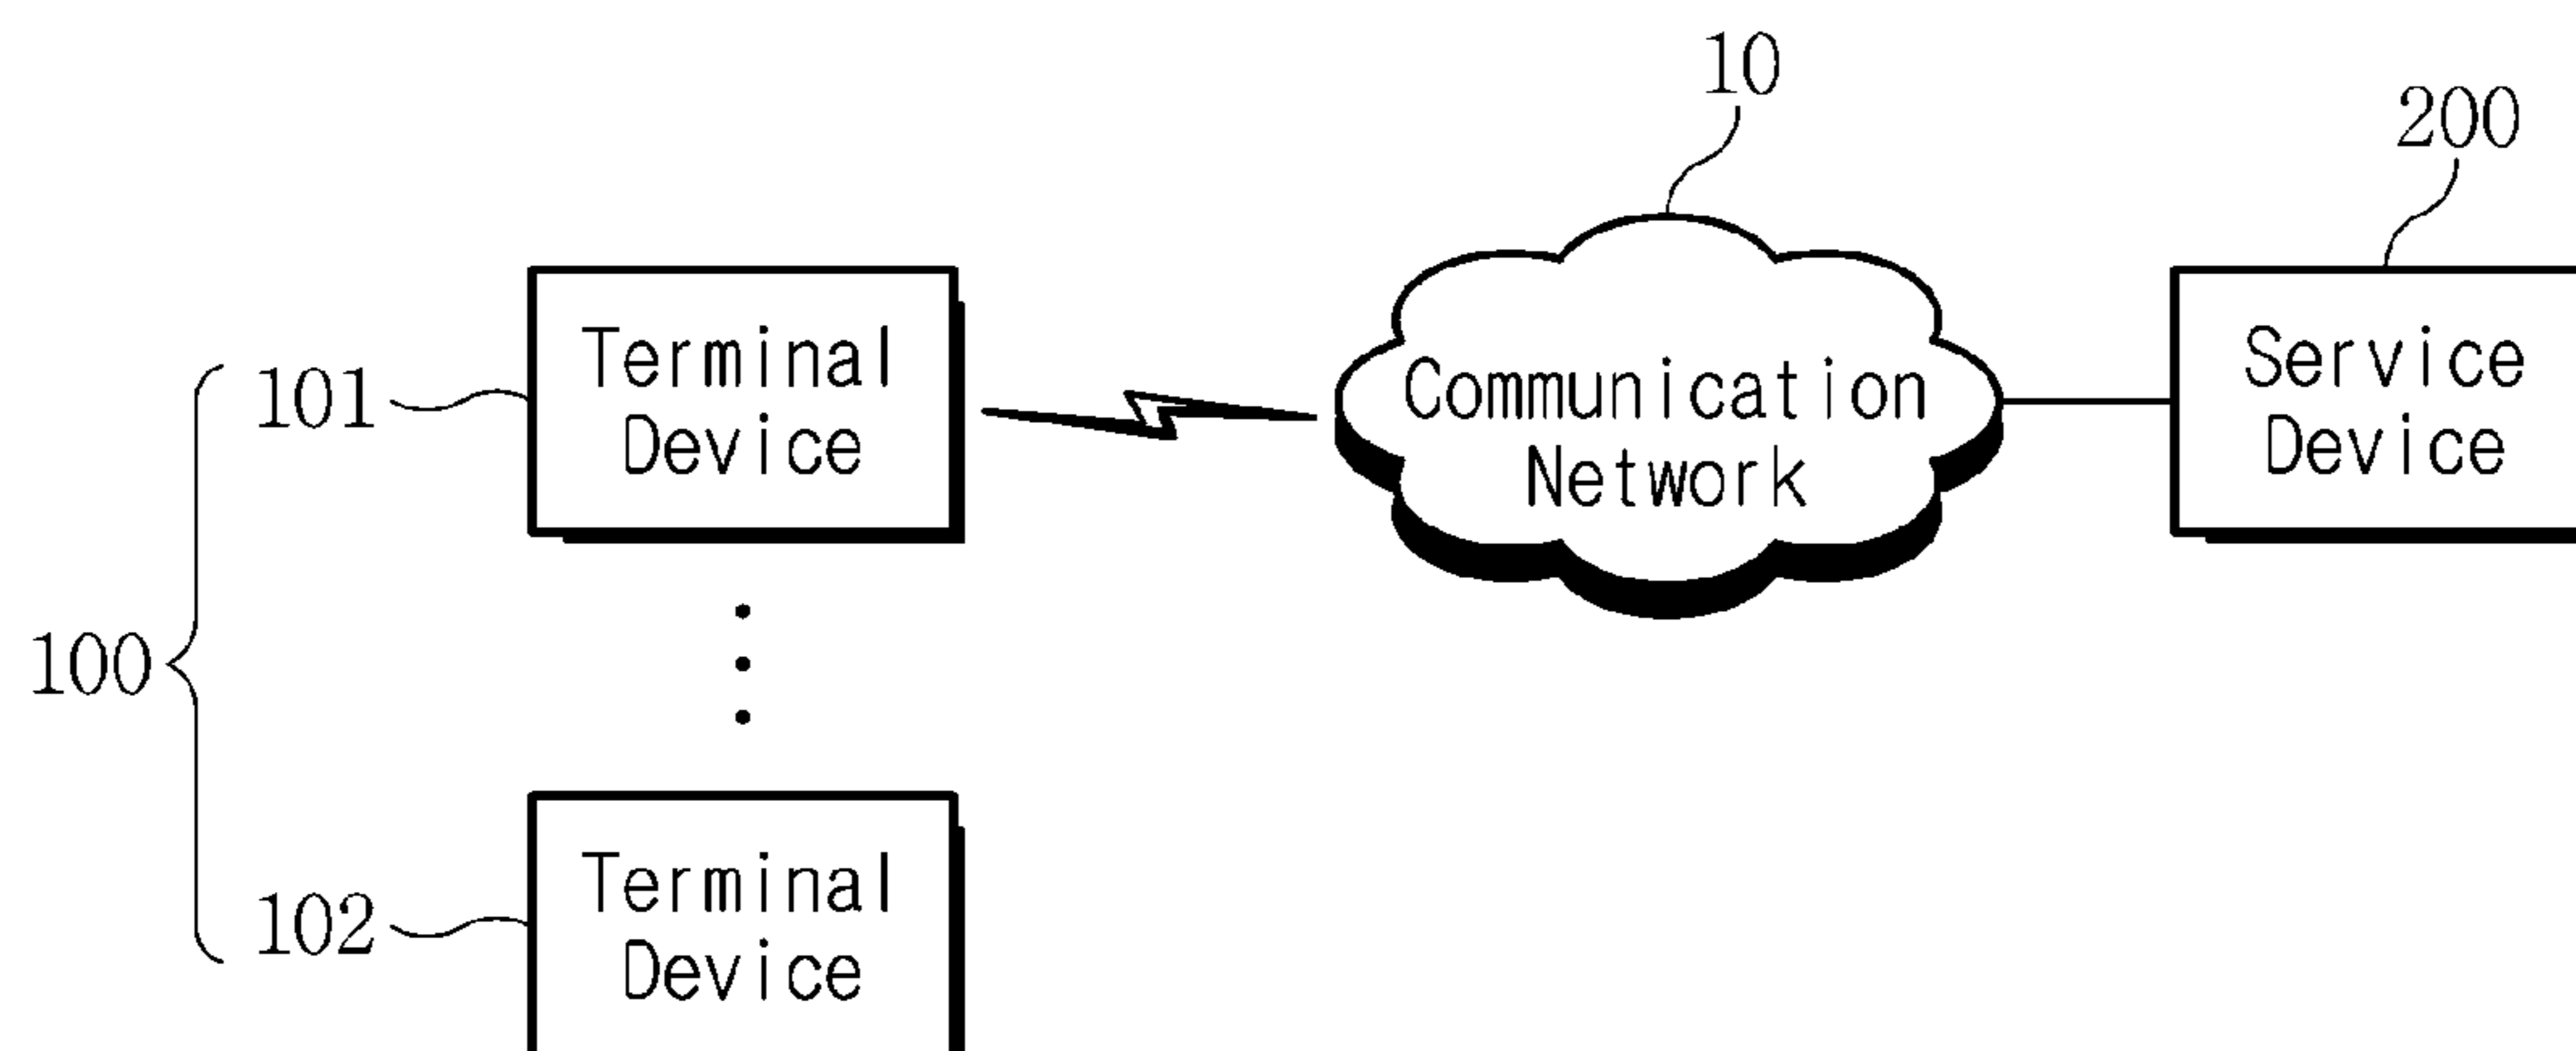 10
200
Terminal
Device
101
Communication
Network
Service
Device
100
Terminal
Device
102